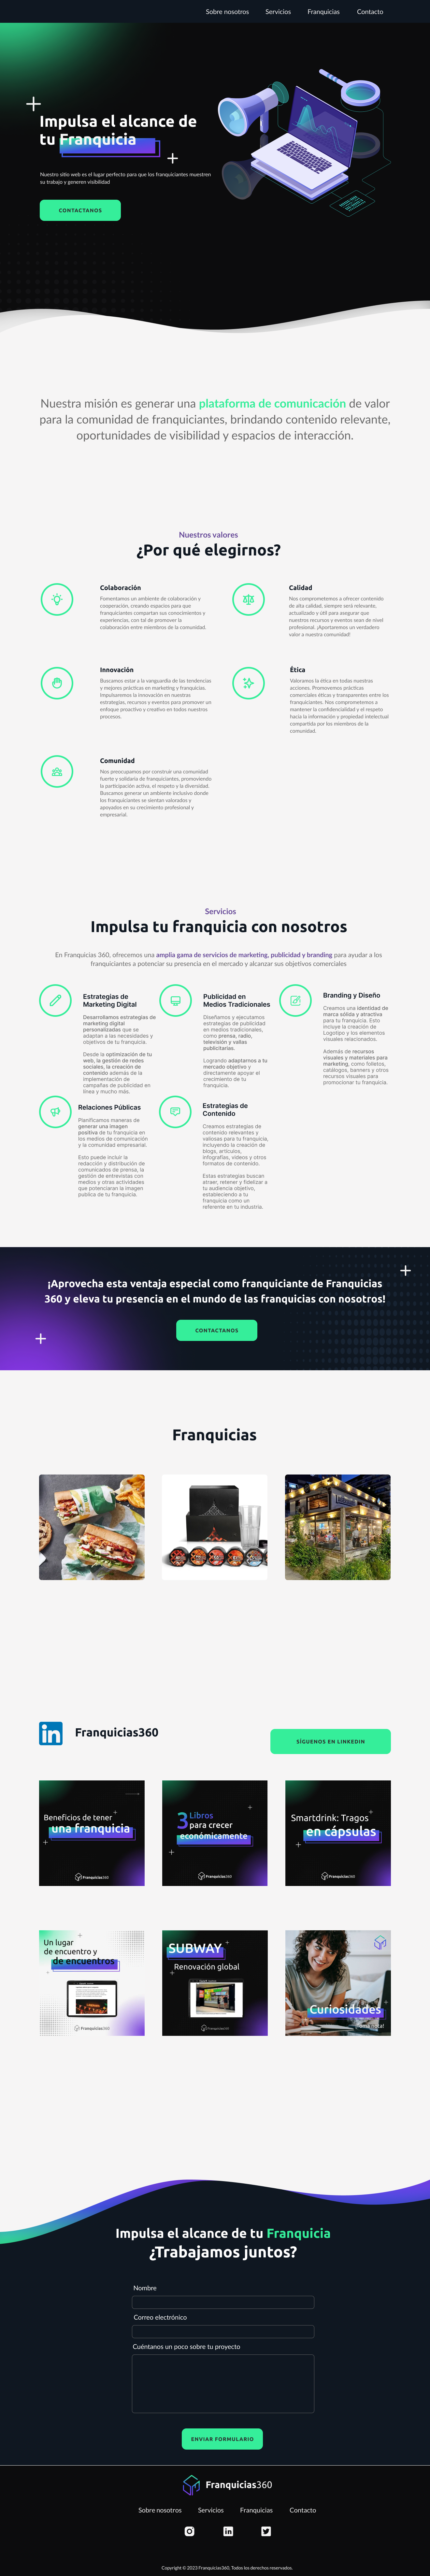 Sobre nosotros
Servicios
Franquicias
Contacto
Impulsa el alcance de
tu Franquicia
Nuestro sitio web es el lugar perfecto para que los franquiciantes muestren
su trabajo y generen visibilidad
CONTACTANOS
Nuestra misión es generar una plataforma de comunicación de valor
para la comunidad de franquiciantes, brindando contenido relevante,
oportunidades de visibilidad y espacios de interacción.
Nuestros valores
¿Por qué elegirnos?
Colaboración
Fomentamos un ambiente de colaboración y
cooperación, creando espacios para que
franquiciantes compartan sus conocimientos y
experiencias, con tal de promover la
colaboración entre miembros de la comunidad.
Calidad
Nos comprometemos a ofrecer contenido
de alta calidad, siempre será relevante,
actualizado y útil para asegurar que
nuestros recursos y eventos sean de nivel
profesional. ¡Aportaremos un verdadero
valor a nuestra comunidad!
Innovación
Buscamos estar a la vanguardia de las tendencias
y mejores prácticas en marketing y franquicias.
Impulsaremos la innovación en nuestras
estrategias, recursos y eventos para promover un
enfoque proactivo y creativo en todos nuestros
procesos.
Ética
Valoramos la ética en todas nuestras
acciones. Promovemos prácticas
comerciales éticas y transparentes entre los
franquiciantes. Nos comprometemos a
mantener la confidencialidad y el respeto
hacia la información y propiedad intelectual
compartida por los miembros de la
comunidad.
Comunidad
Nos preocupamos por construir una comunidad
fuerte y solidaria de franquiciantes, promoviendo
la participación activa, el respeto y la diversidad.
Buscamos generar un ambiente inclusivo donde
los franquiciantes se sientan valorados y
apoyados en su crecimiento profesional y
empresarial.
Servicios
Impulsa tu franquicia con nosotros
En Franquicias 360, ofrecemos una amplia gama de servicios de marketing, publicidad y branding para ayudar a los
franquiciantes a potenciar su presencia en el mercado y alcanzar sus objetivos comerciales
Estrategias de
Marketing Digital
Desarrollamos estrategias de
marketing digital
personalizadas que se
adaptan a las necesidades y
objetivos de tu franquicia.
Desde la optimización de tu
web, la gestión de redes
sociales, la creación de
contenido además de la
implementación de
campañas de publicidad en
línea y mucho más.
Publicidad en
Medios Tradicionales
Diseñamos y ejecutamos
estrategias de publicidad
en medios tradicionales,
como prensa, radio,
televisión y vallas
publicitarias.
Logrando adaptarnos a tu
mercado objetivo y
directamente apoyar el
crecimiento de tu
franquicia.
Branding y Diseño
Creamos una identidad de
marca sólida y atractiva
para tu franquicia. Esto
incluye la creación de
Logotipo y los elementos
visuales relacionados.
Además de recursos
visuales y materiales para
marketing, como folletos,
catálogos, banners y otros
recursos visuales para
promocionar tu franquicia.
Relaciones Públicas
Planificamos maneras de
generar una imagen
positiva de tu franquicia en
los medios de comunicación
y la comunidad empresarial.
Esto puede incluir la
redacción y distribución de
comunicados de prensa, la
gestión de entrevistas con
medios y otras actividades
que potenciaran la imagen
publica de tu franquicia.
Estrategias de
Contenido
Creamos estrategias de
contenido relevantes y
valiosas para tu franquicia,
incluyendo la creación de
blogs, artículos,
infografías, videos y otros
formatos de contenido.
Estas estrategias buscan
atraer, retener y fidelizar a
tu audiencia objetivo,
estableciendo a tu
franquicia como un
referente en tu industria.
¡Aprovecha esta ventaja especial como franquiciante de Franquicias
360 y eleva tu presencia en el mundo de las franquicias con nosotros!
CONTACTANOS
Franquicias
in
Franquicias360
SÍGUENOS EN LINKEDIN
Beneficios de tener
una franquicia
Franquicias360
3 Libros
para crecer
económicamente
Franquicias360
Smartdrink: Tragos
en cápsulas
Franquicias360
Un lugar
de encuentro y
de encuentros
Franquicias360
SUBWAY
Renovación global
Franquicias360
Curiosidades
Impulsa el alcance de tu Franquicia
¿Trabajamos juntos?
Nombre
Correo electrónico
Cuéntanos un poco sobre tu proyecto
ENVIAR FORMULARIO
Franquicias360
Sobre nosotros
Servicios
Franquicias
Contacto
in
Copyright © 2023 Franquicias360. Todos los derechos reservados.